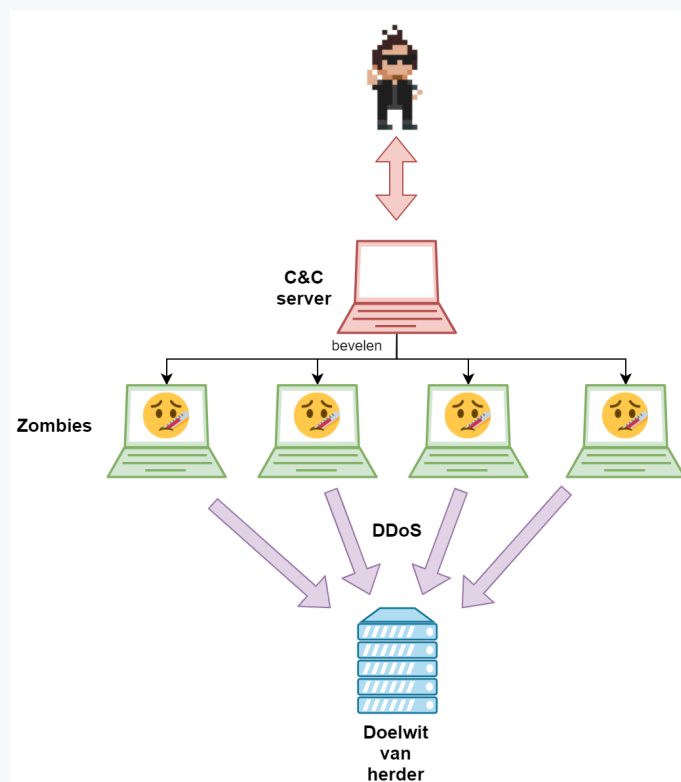 C&C
server
bevelen
Zombies
DDoS
Doelwit
van
herder